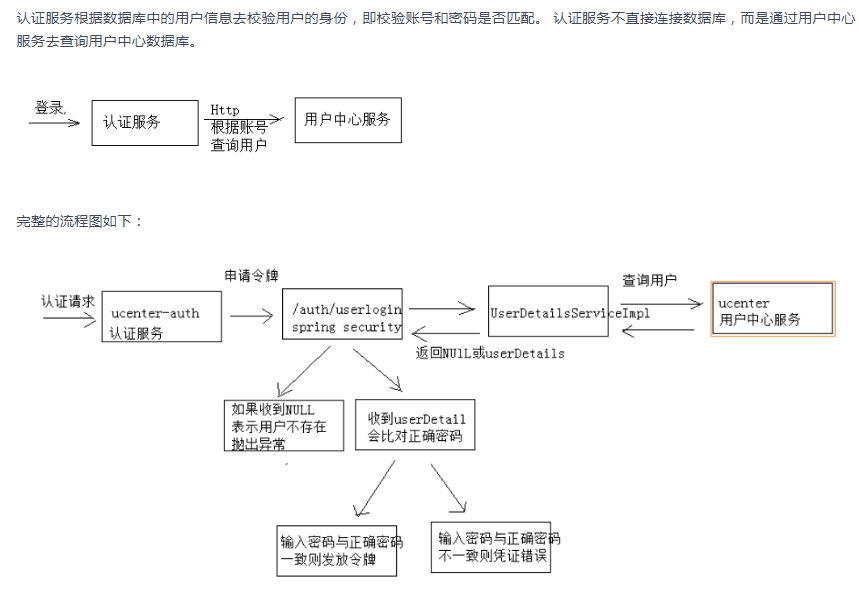 认证服务根据数据库中的用户信息去校验用户的身份，即校验账号和密码是否匹配。 认证服务不直接连接数据库，而是通过用户中心
服务去查询用户中心数据库。
登录,
认证服务
Http
根据账号
查询用户
用户中心服务
完整的流程图如下：
认证请求
ucenter-auth
认证服务
申请令牌
/auth/userlogin
spring security
UserDetailsServiceImpl
查询用户
ucenter
用户中心服务
返回NUlL或userDetails
如果收到NULL
表示用户不存在
抛出异常
收到userDetail
会比对正确密码
输入密码与正确密码
一致则发放令牌
输入密码与正确密码
不一致则凭证错误